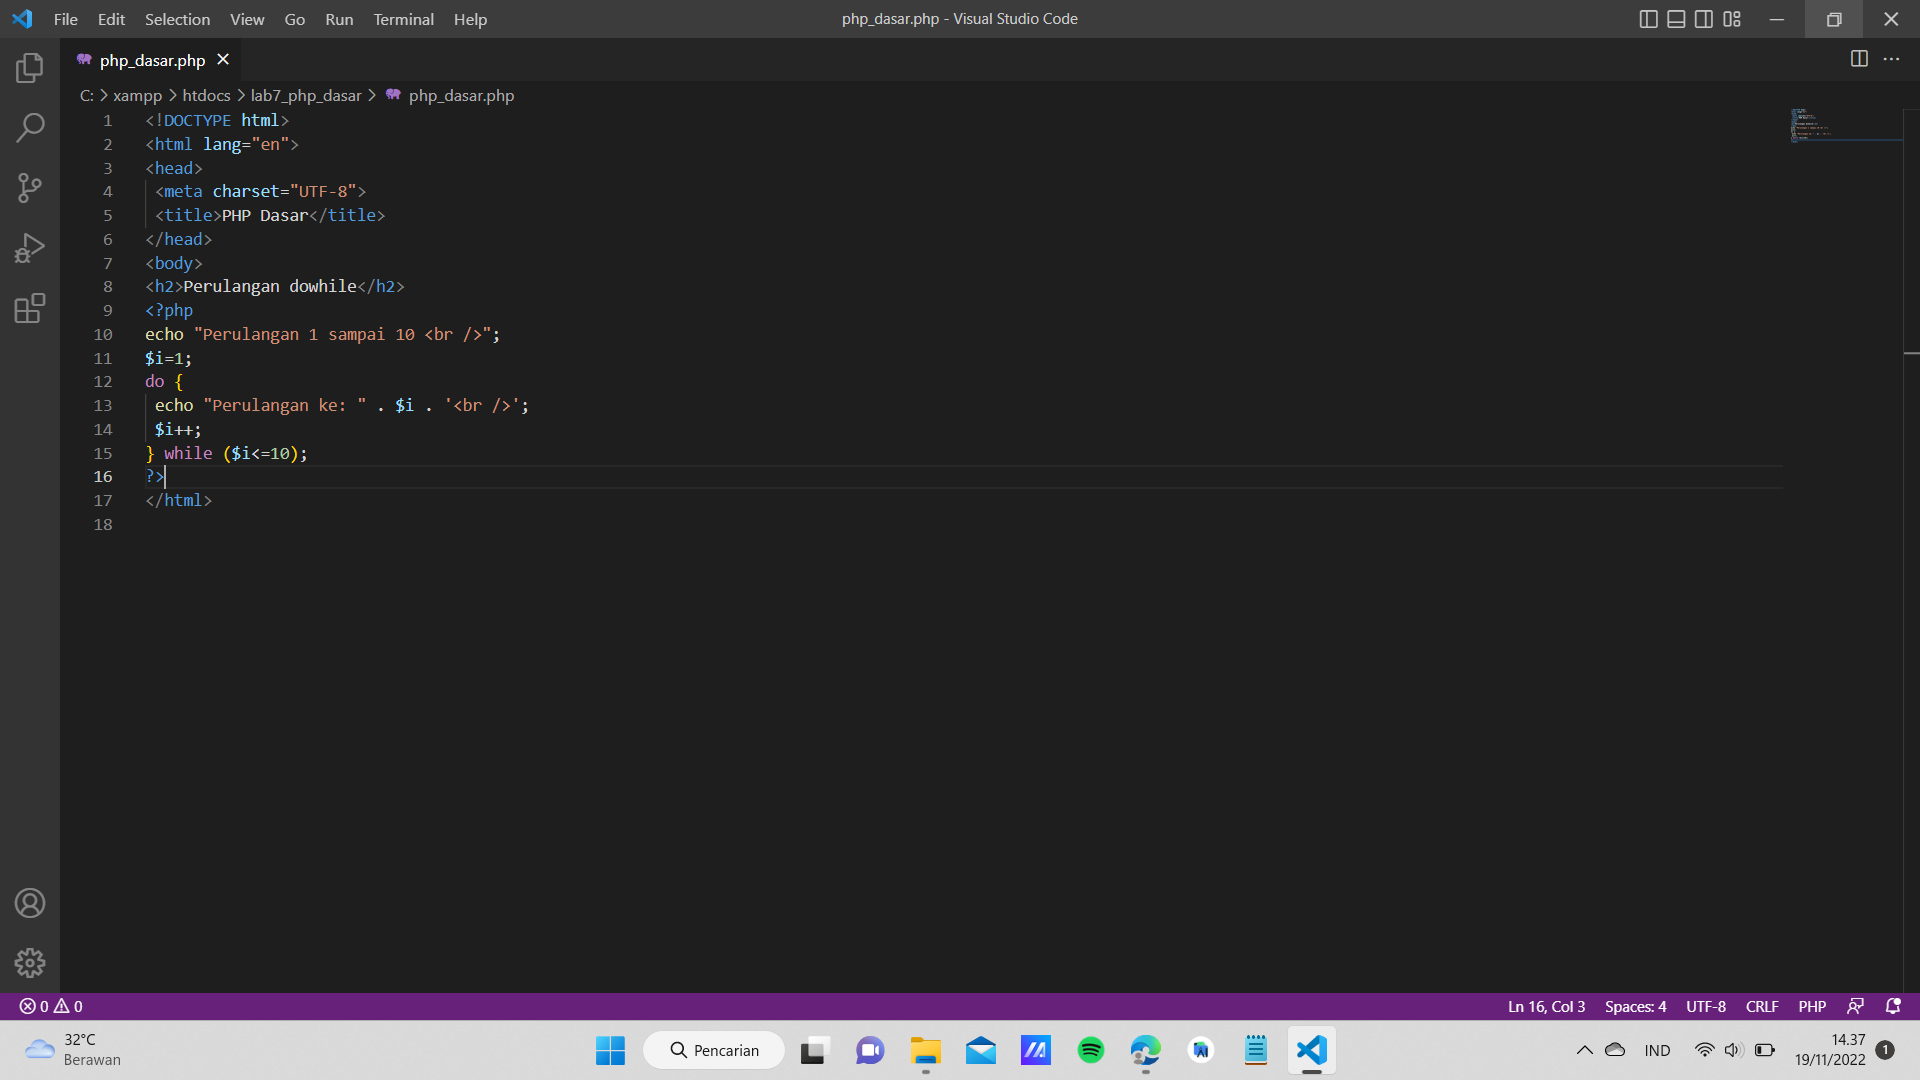 File Edit Selection View Go Run Terminal Help
php_dasar.php - Visual Studio Code
php_dasar.php
C: > xampp > htdocs > lab7_php_dasar > php_dasar.php
1 <!DOCTYPE html>
2 <html lang="en">
3 <head>
4 <meta charset="UTF-8">
5 <title>PHP Dasar</title>
6 </head>
7 <body>
8 <h2>Perulangan dowhile</h2>
9 <?php
10 echo "Perulangan 1 sampai 10 <br />";
11 $i=1;
12 do {
13 echo "Perulangan ke: " . $i . '<br />';
14 $i++;
15 } while ($i<=10);
16 ?>
17 </html>
18
0 0
Ln 16, Col 3 Spaces: 4 UTF-8 CRLF PHP
32°C
Berawan
Pencarian
IND
14.37
19/11/2022
1